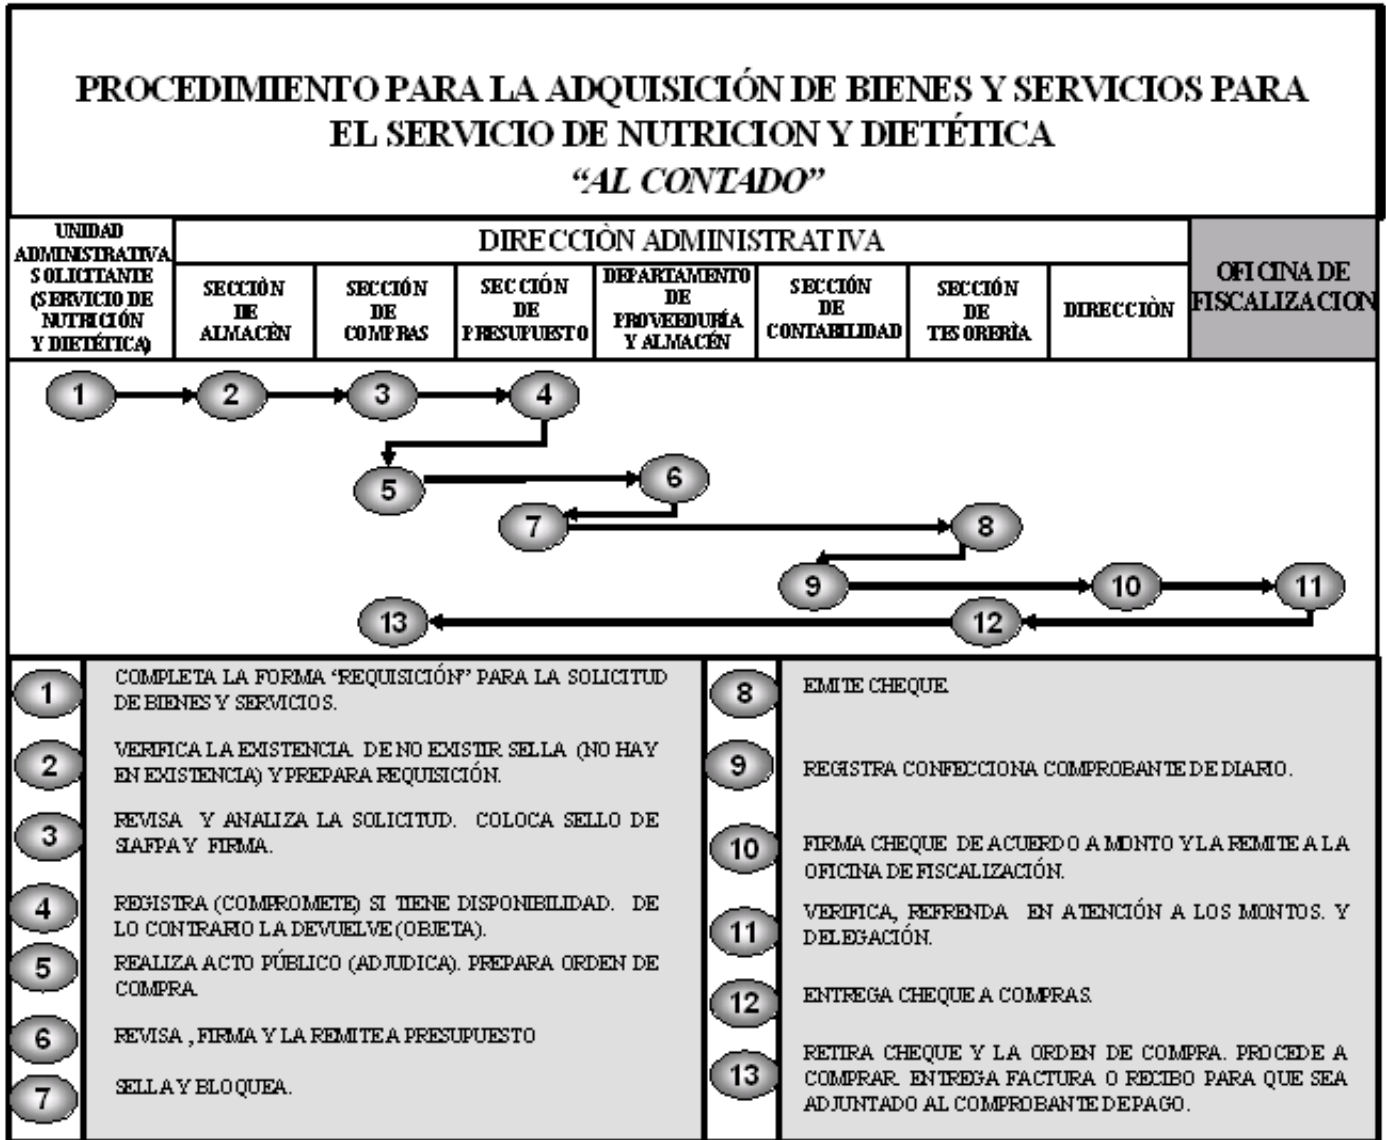 PROCEDIMIENTO PARA LA ADQUISICIÓN DE BIENES Y SERVICIOS PARA
EL SERVICIO DE NUTRICION Y DIETÉTICA
“AL CONTADO”
UNIDAD
ADMINISTRATIVA
SOLICITANTE
(SERVICIO DE
NUTRICIÓN
Y DIETÉTICA)
DIRECCIÒN ADMINISTRATIVA
SECCIÒN
DE
ALMACÈN
SECCIÓN
DE
COMPRAS
SECCIÓN
DE
PRESUPUESTO
DEPARTAMENTO
DE
PROVEEDURÍA
Y ALMACÉN
SECCIÓN
DE
CONTABILIDAD
SECCIÓN
DE
TESORERÌA
DIRECCIÒN
OFICINA DE
FISCALIZACION
1
2
3
4
5
6
7
8
9
10
11
13
12
1
COMPLETA LA FORMA “REQUISICIÓN” PARA LA SOLICITUD
DE BIENES Y SERVICIOS.
2
VERIFICA LA EXISTENCIA. DE NO EXISTIR SELLA (NO HAY
EN EXISTENCIA) Y PREPARA REQUISICIÓN.
3
REVISA Y ANALIZA LA SOLICITUD. COLOCA SELLO DE
SIAFPA Y FIRMA.
4
REGISTRA (COMPROMETE) SI TIENE DISPONIBILIDAD. DE
LO CONTRARIO LA DEVUELVE (OBJETA).
5
REALIZA ACTO PÚBLICO (ADJUDICA). PREPARA ORDEN DE
COMPRA.
6
REVISA , FIRMA Y LA REMITE A PRESUPUESTO
7
SELLA Y BLOQUEA.
8
EMITE CHEQUE.
9
REGISTRA CONFECCIONA COMPROBANTE DE DIARIO.
10
FIRMA CHEQUE DE ACUERDO A MONTO Y LA REMITE A LA
OFICINA DE FISCALIZACIÓN.
11
VERIFICA, REFRENDA EN ATENCIÓN A LOS MONTOS. Y
DELEGACIÓN.
12
ENTREGA CHEQUE A COMPRAS.
13
RETIRA CHEQUE Y LA ORDEN DE COMPRA. PROCEDE A
COMPRAR. ENTREGA FACTURA O RECIBO PARA QUE SEA
ADJUNTADO AL COMPROBANTE DE PAGO.